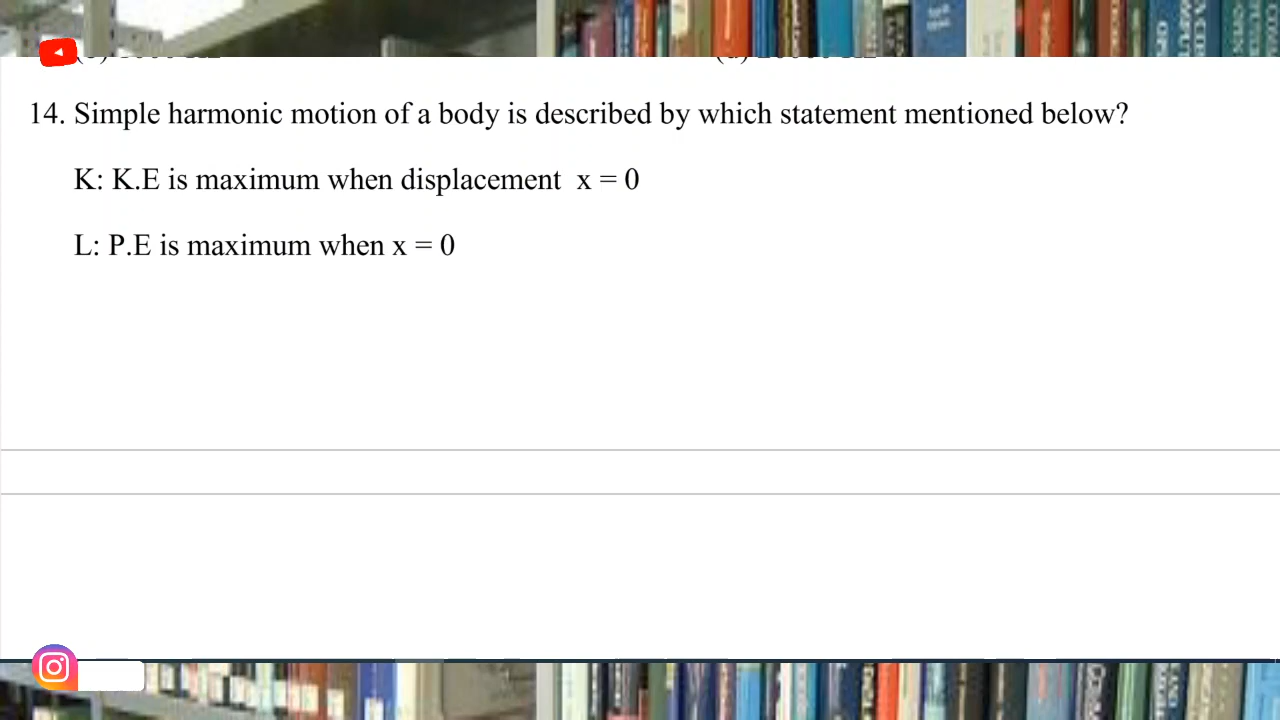 14. Simple harmonic motion of a body is described by which statement mentioned below?
K: K.E is maximum when displacement x = 0
L: P.E is maximum when x = 0